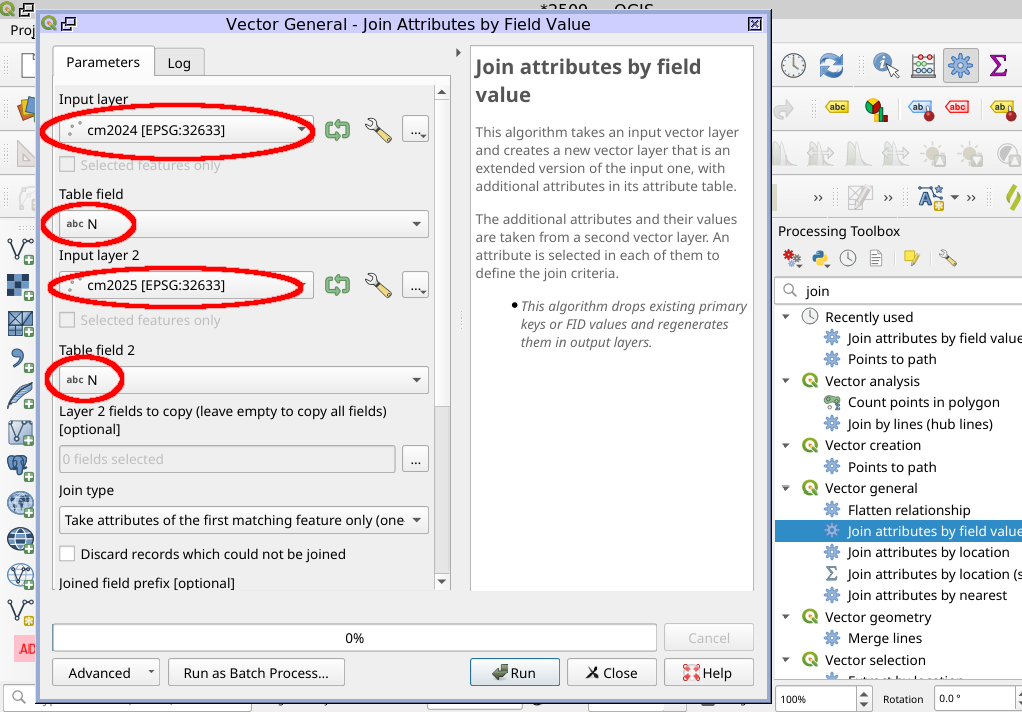 *2509 — QGIS
Proj
Vector General - Join Attributes by Field Value
Parameters
Log
Input layer
cm2024 [EPSG:32633]
...
Selected features only
Table field
abc N
Input layer 2
cm2025 [EPSG:32633]
...
Selected features only
Table field 2
abc N
Layer 2 fields to copy (leave empty to copy all fields)
[optional]
0 fields selected
...
Join type
Take attributes of the first matching feature only (one
Discard records which could not be joined
Joined field prefix [optional]
Join attributes by field
value
This algorithm takes an input vector layer
and creates a new vector layer that is an
extended version of the input one, with
additional attributes in its attribute table.
The additional attributes and their values
are taken from a second vector layer. An
attribute is selected in each of them to
define the join criteria.
• This algorithm drops existing primary
keys or FID values and regenerates
them in output layers.
0%
Cancel
Advanced
Run as Batch Process...
Run
Close
Help
abc
abc
abc
ab
»
»
»
Processing Toolbox
join
Recently used
Join attributes by field value
Points to path
Vector analysis
Count points in polygon
Join by lines (hub lines)
Vector creation
Points to path
Vector general
Flatten relationship
Join attributes by field value
Join attributes by location
Join attributes by location (s
Join attributes by nearest
Vector geometry
Merge lines
Vector selection
AD
100%
Rotation
0.0 °